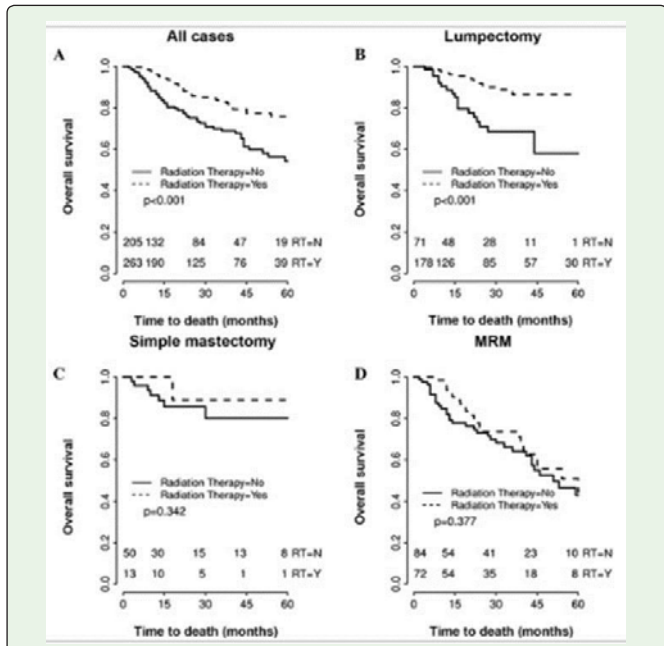 All cases
A
Overall survival
1.0
0.8
0.6
0.4
0.2
0.0
Radiation Therapy=No
Radiation Therapy=Yes
p<0.001
205 132 84 47 19 RT=N
263 190 125 76 39 RT=Y
0 15 30 45 60
Time to death (months)
Lumpectomy
B
Overall survival
1.0
0.8
0.6
0.4
0.2
0.0
Radiation Therapy=No
Radiation Therapy=Yes
p<0.001
71 48 28 11 1 RT=N
178 126 85 57 30 RT=Y
0 15 30 45 60
Time to death (months)
Simple mastectomy
C
Overall survival
1.0
0.8
0.6
0.4
0.2
0.0
Radiation Therapy=No
Radiation Therapy=Yes
p=0.342
50 30 15 13 8 RT=N
13 10 5 1 1 RT=Y
0 15 30 45 60
Time to death (months)
MRM
D
Overall survival
1.0
0.8
0.6
0.4
0.2
0.0
Radiation Therapy=No
Radiation Therapy=Yes
p=0.377
84 54 41 23 10 RT=N
72 54 35 18 8 RT=Y
0 15 30 45 60
Time to death (months)